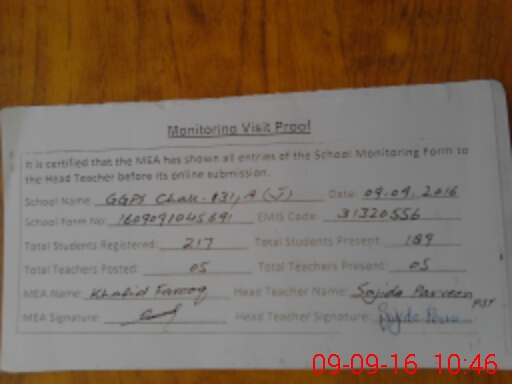 Monitoring Visit Proof
It is certified that the MEA has shown all entries of the School Monitoring Form to
the Head Teacher before its online submission.
School Name GGPS Chak-131/A (J) Date: 09.09.2016
School Form No: EMIS Code: 31320556
Total Students Registered: 217 Total Students Present: 189
Total Teachers Posted: 05 Total Teachers Present: 05
MEA Name: Khalid Farooq Head Teacher Name: Sajida Parveen
PST
MEA Signature: Head Teacher Signature:
09-09-16 10:46